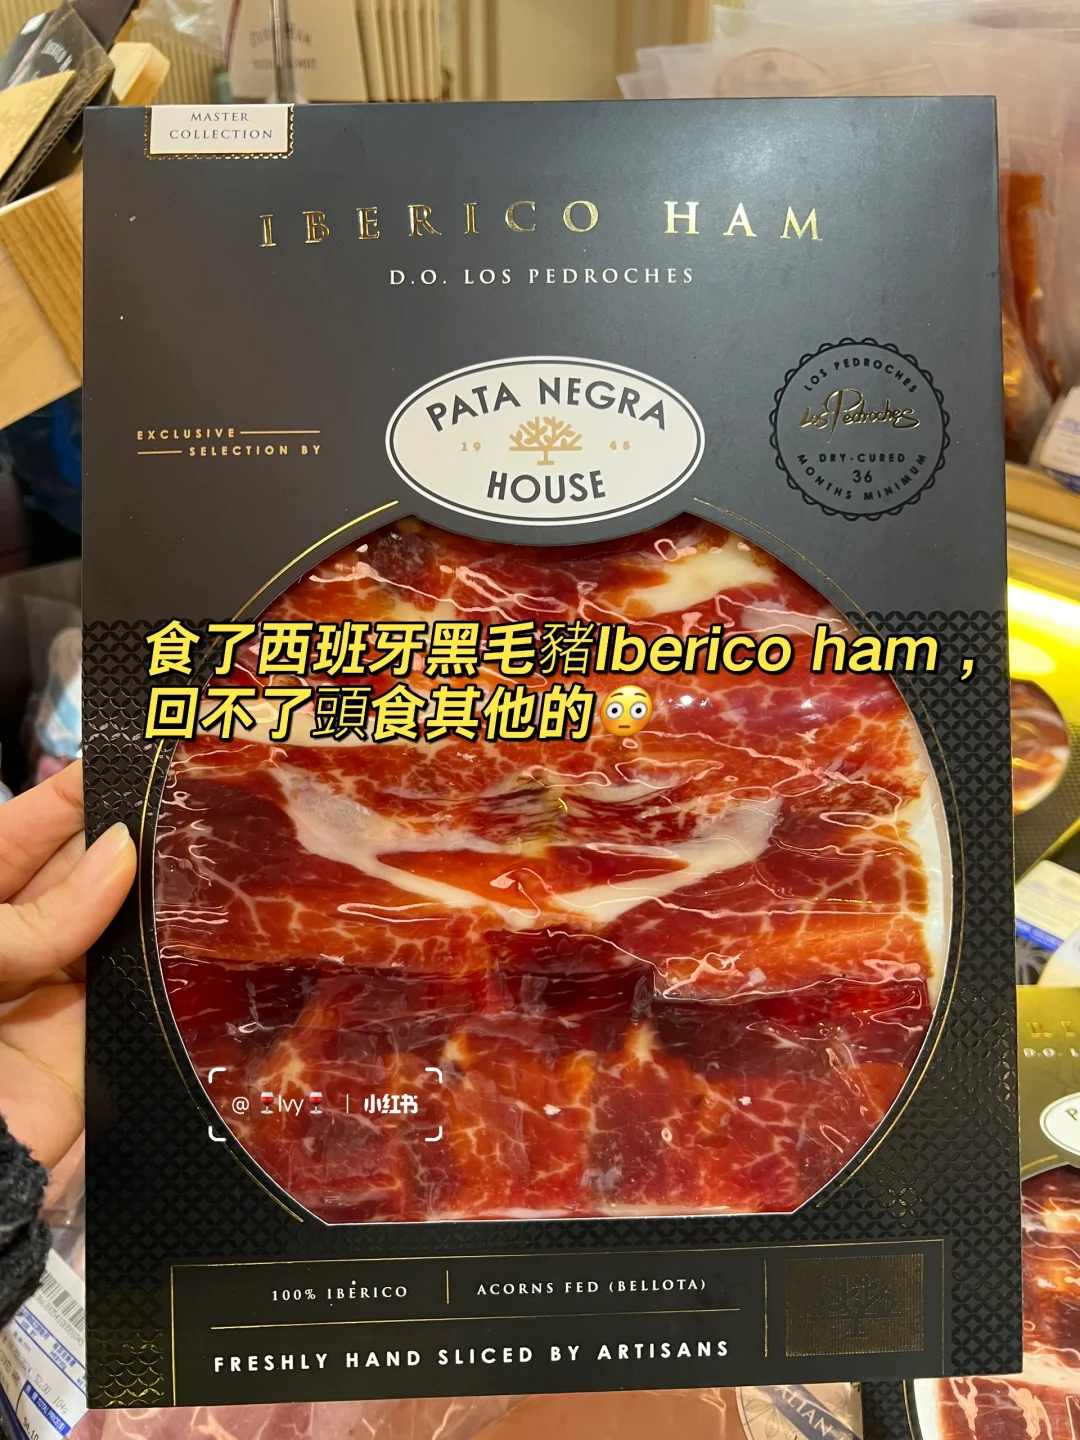 MASTER
COLLECTION
IBERICO HAM
D.O. LOS PEDROCHES
PATA NEGRA
19 48
HOUSE
EXCLUSIVE
SELECTION BY
LOS PEDROCHES
Los Pedroches
DRY-CURED
36
MONTHS MINIMUM
食了西班牙黑毛豬Iberico ham，
回不了頭食其他的😳
@🍷Ivy🍷 | 小红书
100% IBÉRICO
ACORNS FED (BELLOTA)
FRESHLY HAND SLICED BY ARTISANS